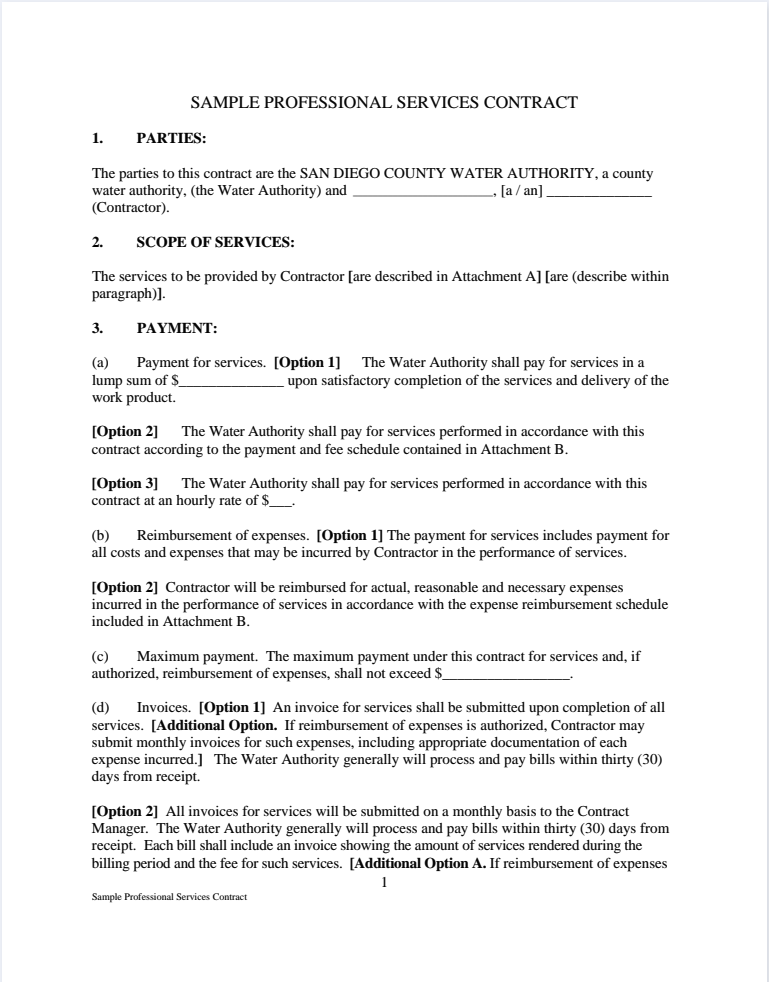 SAMPLE PROFESSIONAL SERVICES CONTRACT
1. PARTIES:
The parties to this contract are the SAN DIEGO COUNTY WATER AUTHORITY, a county
water authority, (the Water Authority) and ____________________, [a / an] ______________
(Contractor).
2. SCOPE OF SERVICES:
The services to be provided by Contractor [are described in Attachment A] [are (describe within
paragraph)].
3. PAYMENT:
(a) Payment for services. [Option 1] The Water Authority shall pay for services in a
lump sum of $______________ upon satisfactory completion of the services and delivery of the
work product.
[Option 2] The Water Authority shall pay for services performed in accordance with this
contract according to the payment and fee schedule contained in Attachment B.
[Option 3] The Water Authority shall pay for services performed in accordance with this
contract at an hourly rate of $___.
(b) Reimbursement of expenses. [Option 1] The payment for services includes payment for
all costs and expenses that may be incurred by Contractor in the performance of services.
[Option 2] Contractor will be reimbursed for actual, reasonable and necessary expenses
incurred in the performance of services in accordance with the expense reimbursement schedule
included in Attachment B.
(c) Maximum payment. The maximum payment under this contract for services and, if
authorized, reimbursement of expenses, shall not exceed $_________________.
(d) Invoices. [Option 1] An invoice for services shall be submitted upon completion of all
services. [Additional Option. If reimbursement of expenses is authorized, Contractor may
submit monthly invoices for such expenses, including appropriate documentation of each
expense incurred.] The Water Authority generally will process and pay bills within thirty (30)
days from receipt.
[Option 2] All invoices for services will be submitted on a monthly basis to the Contract
Manager. The Water Authority generally will process and pay bills within thirty (30) days from
receipt. Each bill shall include an invoice showing the amount of services rendered during the
billing period and the fee for such services. [Additional Option A. If reimbursement of expenses
1
Sample Professional Services Contract